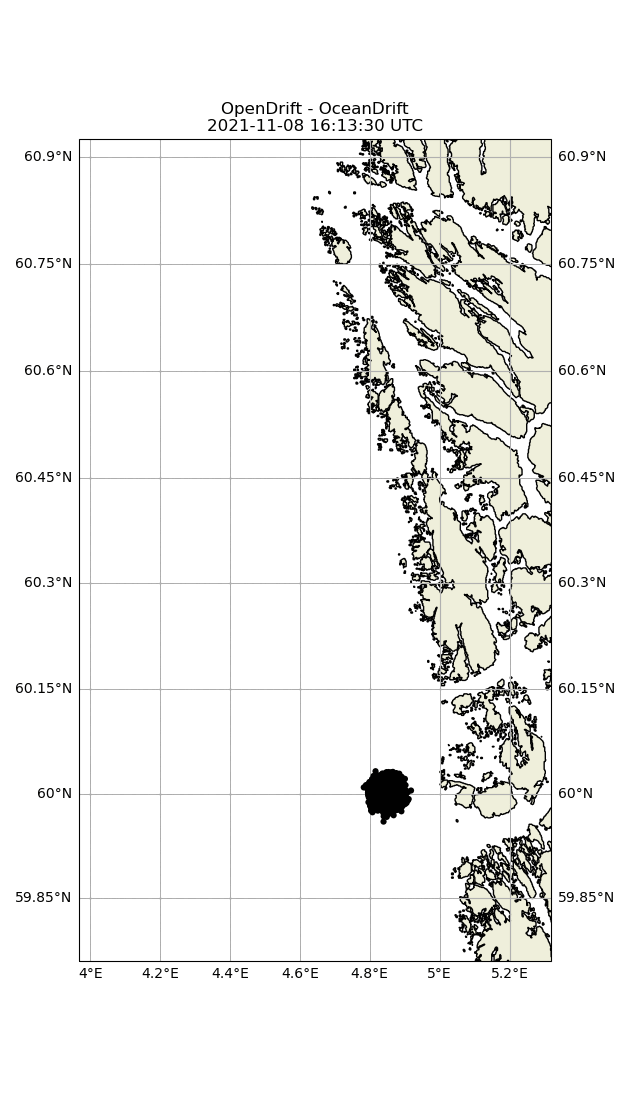 OpenDrift - OceanDrift
2021-11-08 16:13:30 UTC
60.9°N 60.9°N
60.75°N 60.75°N
60.6°N 60.6°N
60.45°N 60.45°N
60.3°N 60.3°N
60.15°N 60.15°N
60°N 60°N
59.85°N 59.85°N
4°E 4.2°E 4.4°E 4.6°E 4.8°E 5°E 5.2°E